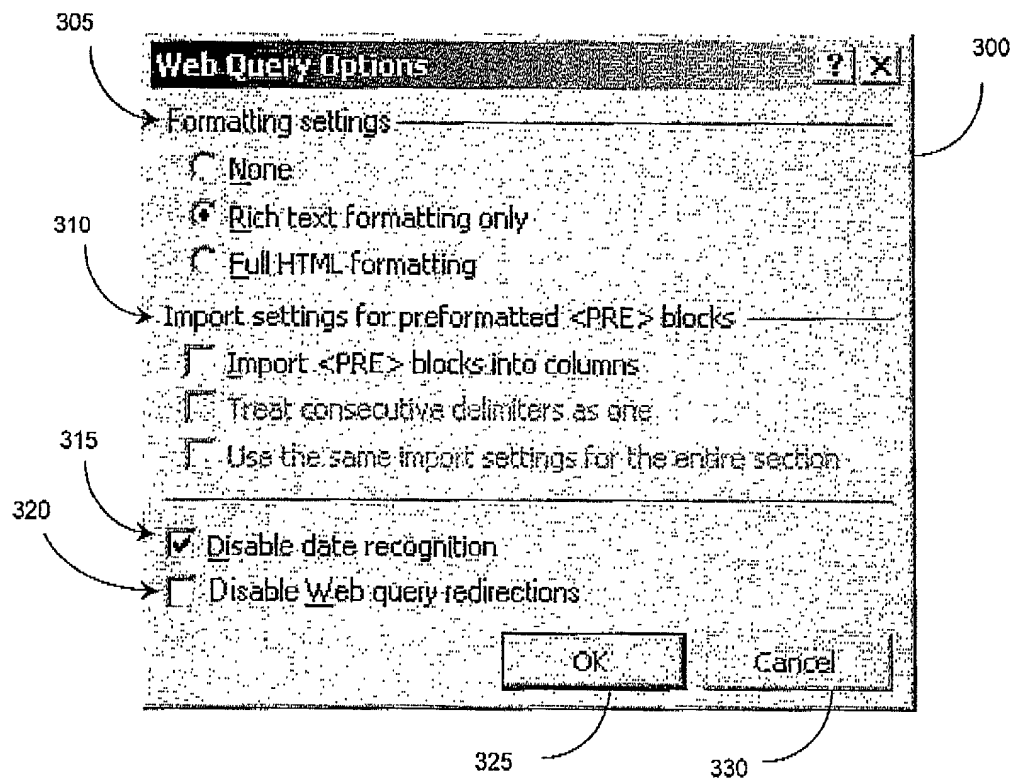 305
300
Web Query Options ? X
Formatting settings
None
310
Rich text formatting only
Full HTML formatting
Import settings for preformatted <PRE> blocks
Import <PRE> blocks into columns
Treat consecutive delimiters as one
315
Use the same import settings for the entire section
320
Disable date recognition
Disable Web query redirections
OK Cancel
325
330